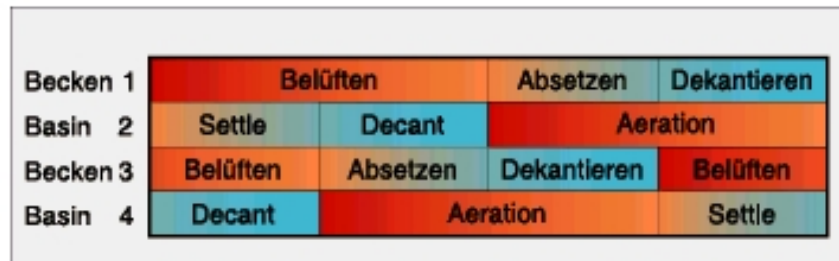 Becken 1 Belüften Absetzen Dekantieren
Basin 2 Settle Decant Aeration
Becken 3 Belüften Absetzen Dekantieren Belüften
Basin 4 Decant Aeration Settle